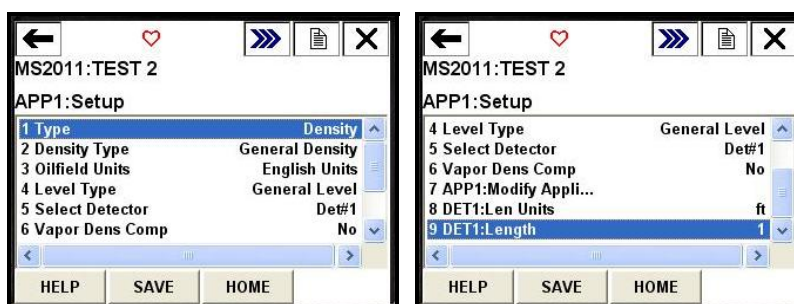 MS2011:TEST 2
APP1:Setup
1 Type Density
2 Density Type General Density
3 Oilfield Units English Units
4 Level Type General Level
5 Select Detector Det#1
6 Vapor Dens Comp No
HELP SAVE HOME
MS2011:TEST 2
APP1:Setup
4 Level Type General Level
5 Select Detector Det#1
6 Vapor Dens Comp No
7 APP1:Modify Appli...
8 DET1:Len Units ft
9 DET1:Length 1
HELP SAVE HOME